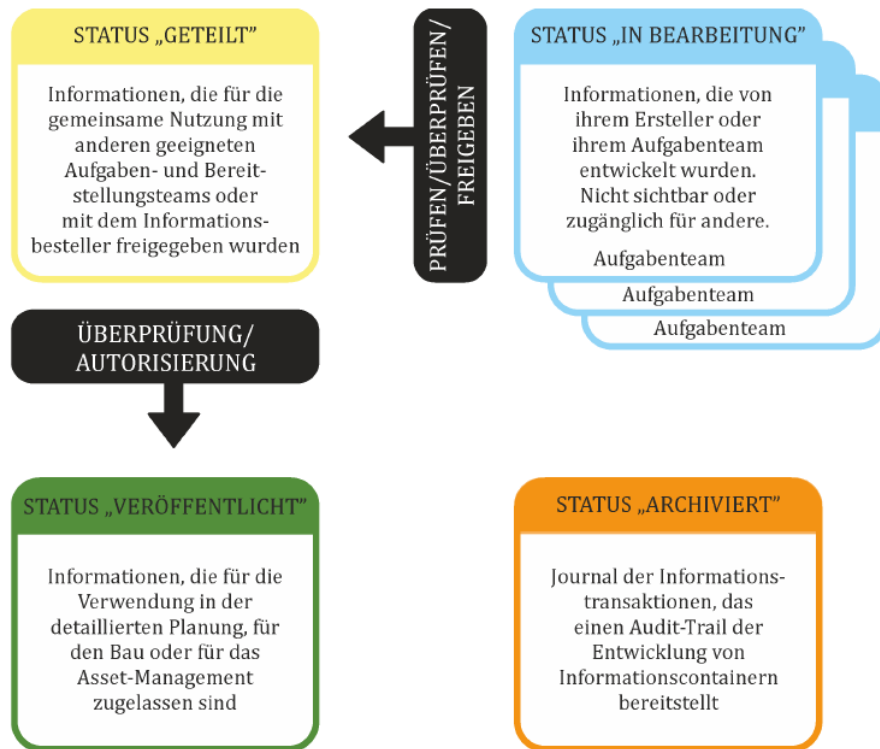 STATUS „GETEILT”
Informationen, die für die
gemeinsame Nutzung mit
anderen geeigneten
Aufgaben- und Bereit-
stellungsteams oder
mit dem Informations-
besteller freigegeben wurden
PRÜFEN/ÜBERPRÜFEN/
FREIGEBEN
STATUS „IN BEARBEITUNG”
Informationen, die von
ihrem Ersteller oder
ihrem Aufgabenteam
entwickelt wurden.
Nicht sichtbar oder
zugänglich für andere.
Aufgabenteam
Aufgabenteam
Aufgabenteam
ÜBERPRÜFUNG/
AUTORISIERUNG
STATUS „VERÖFFENTLICHT”
Informationen, die für die
Verwendung in der
detaillierten Planung, für
den Bau oder für das
Asset-Management
zugelassen sind
STATUS „ARCHIVIERT”
Journal der Informations-
transaktionen, das
einen Audit-Trail der
Entwicklung von
Informationscontainern
bereitstellt